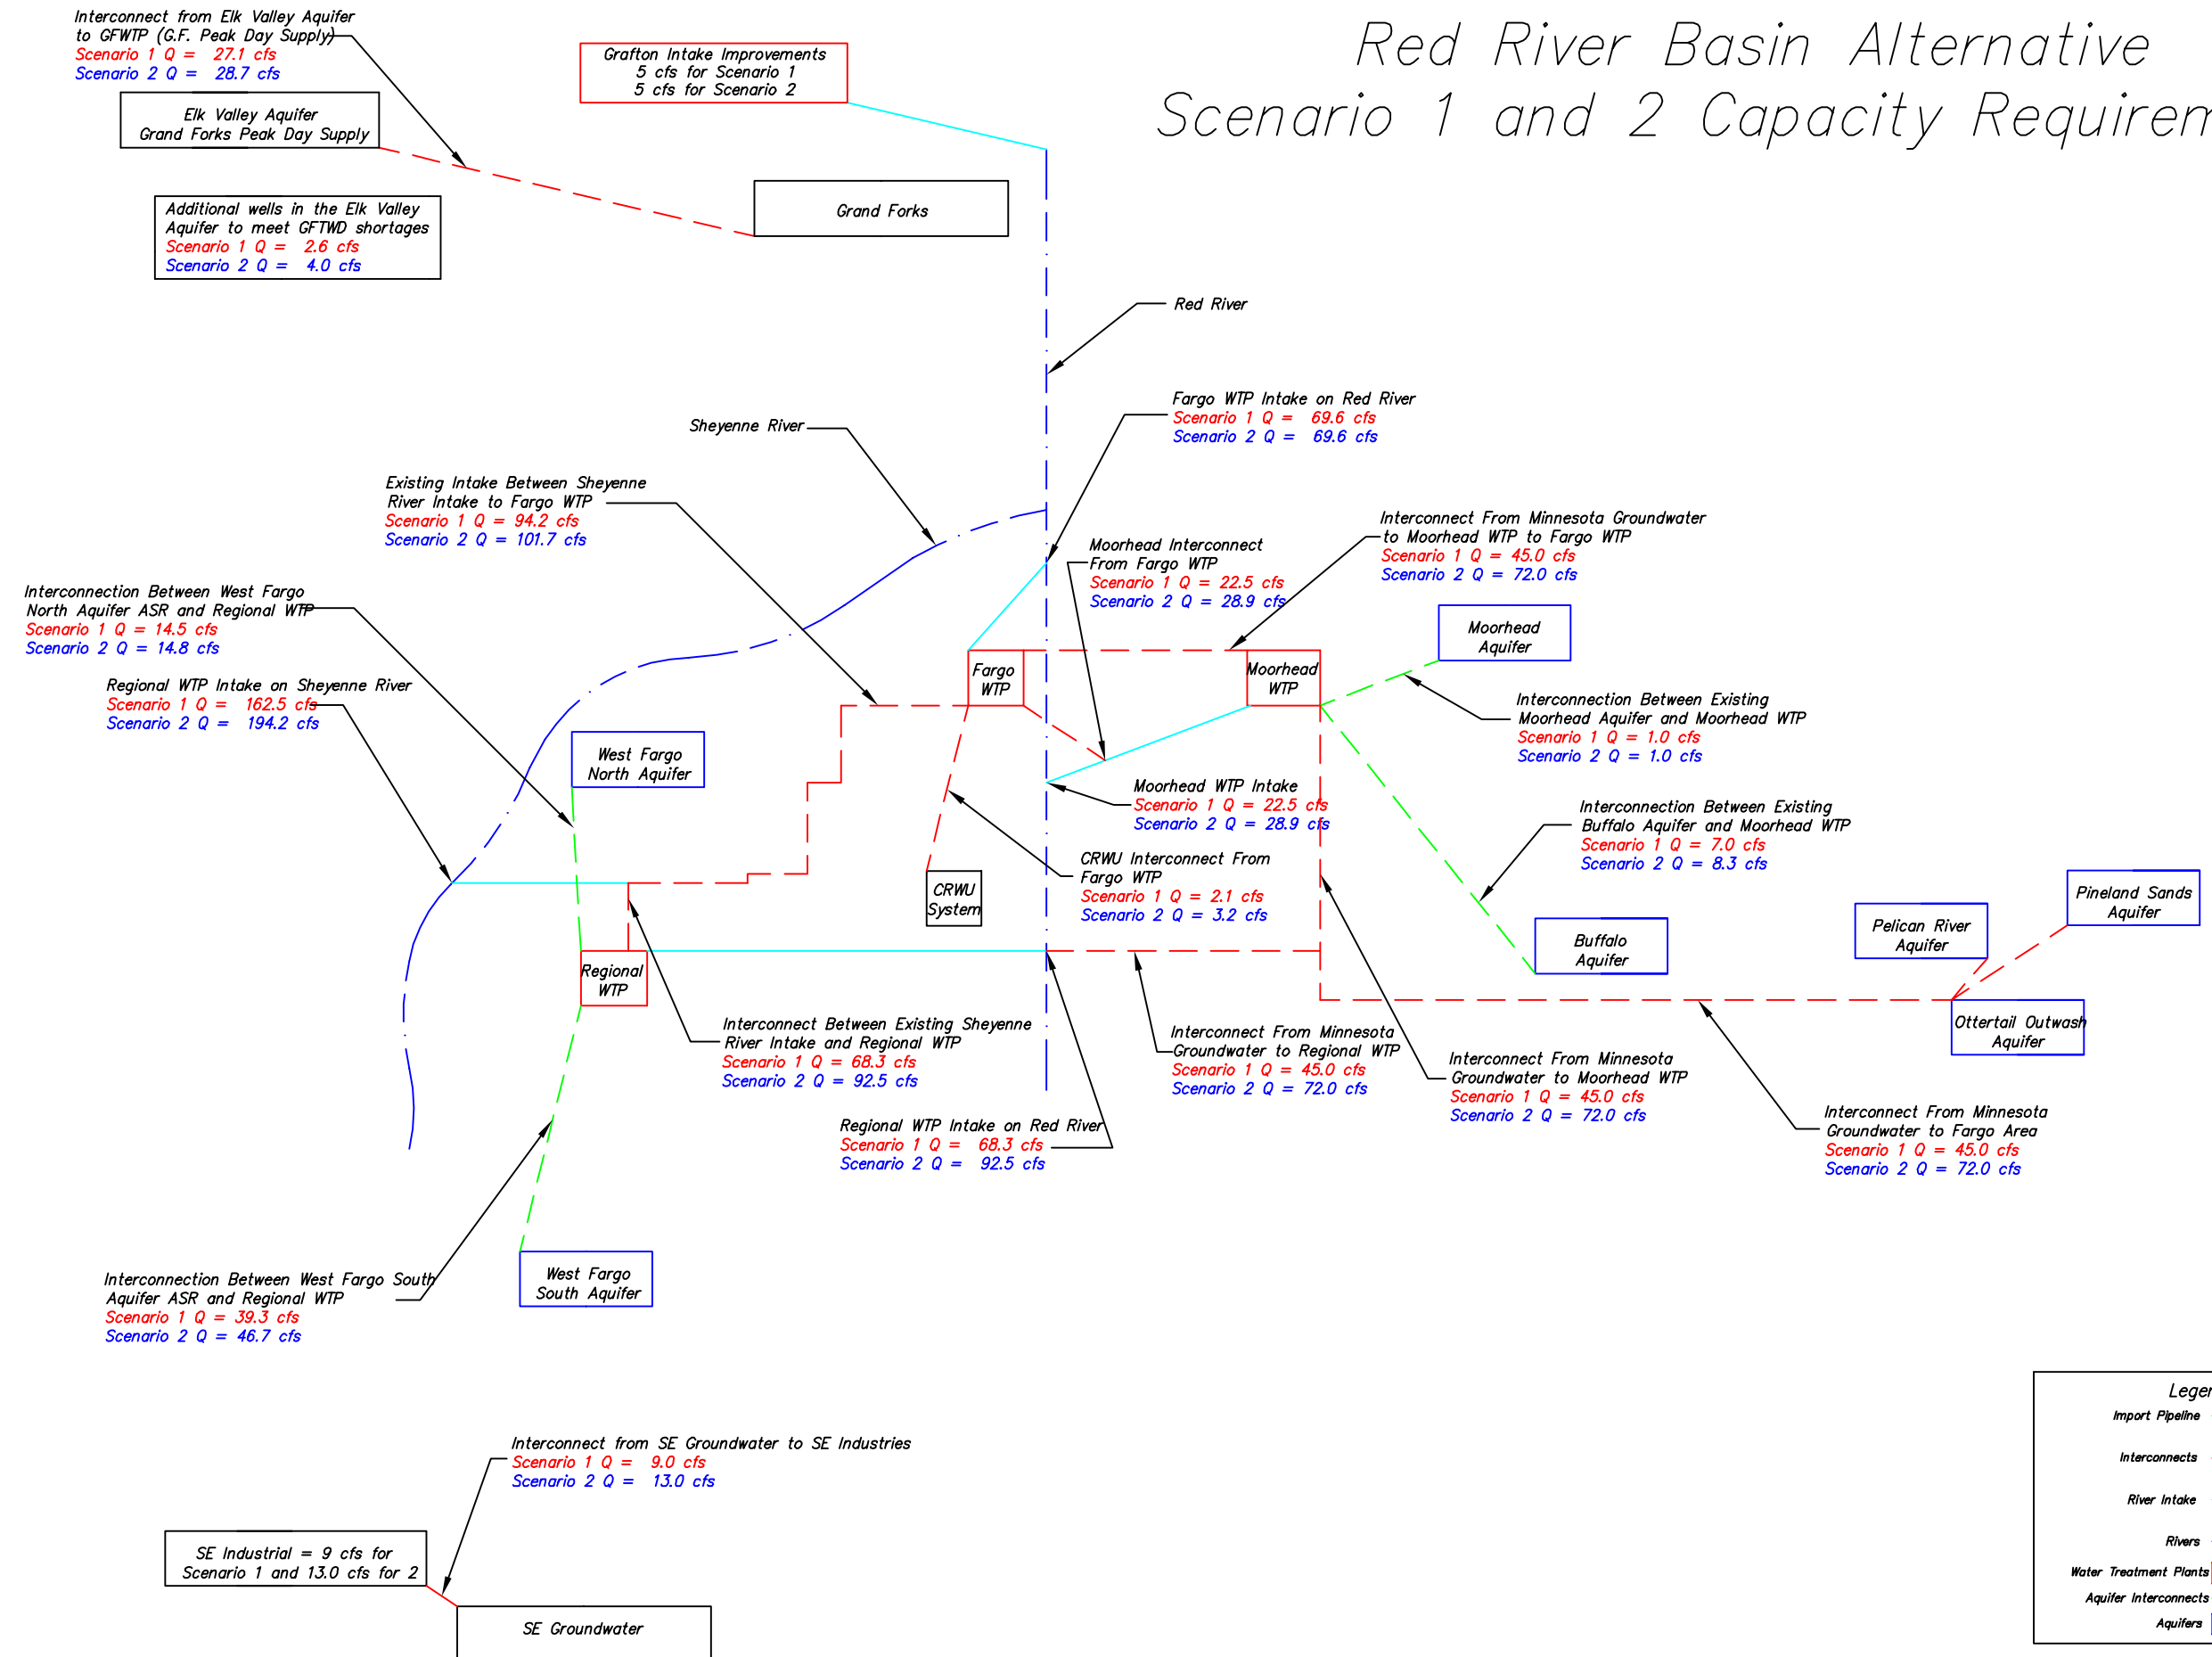 Red River Basin Alternative
Scenario 1 and 2 Capacity
Interconnect from Elk Valley Aquifer
to GFWTP (G.F. Peak Day Supply)
Scenario 1 Q = 27.1 cfs
Scenario 2 Q = 28.7 cfs
Elk Valley Aquifer
Grand Forks Peak Day Supply
Grafton Intake Improvements
5 cfs for Scenario 1
5 cfs for Scenario 2
Additional wells in the Elk Valley
Aquifer to meet GFTWD shortages
Scenario 1 Q = 2.6 cfs
Scenario 2 Q = 4.0 cfs
Grand Forks
Red River
Fargo WTP Intake on Red River
Scenario 1 Q = 69.6 cfs
Scenario 2 Q = 69.6 cfs
Sheyenne River
Existing Intake Between Sheyenne
River Intake to Fargo WTP
Scenario 1 Q = 94.2 cfs
Scenario 2 Q = 101.7 cfs
Moorhead Interconnect
From Fargo WTP
Scenario 1 Q = 22.5 cfs
Scenario 2 Q = 28.9 cfs
Interconnect From Minnesota Groundwater
to Moorhead WTP to Fargo WTP
Scenario 1 Q = 45.0 cfs
Scenario 2 Q = 72.0 cfs
Interconnection Between West Fargo
North Aquifer ASR and Regional WTP
Scenario 1 Q = 14.5 cfs
Scenario 2 Q = 14.8 cfs
Regional WTP Intake on Sheyenne River
Scenario 1 Q = 162.5 cfs
Scenario 2 Q = 194.2 cfs
Fargo
WTP
Moorhead
WTP
Moorhead
Aquifer
Interconnection Between Existing
Moorhead Aquifer and Moorhead WTP
Scenario 1 Q = 1.0 cfs
Scenario 2 Q = 1.0 cfs
West Fargo
North Aquifer
Moorhead WTP Intake
Scenario 1 Q = 22.5 cfs
Scenario 2 Q = 28.9 cfs
Interconnection Between Existing
Buffalo Aquifer and Moorhead WTP
Scenario 1 Q = 7.0 cfs
Scenario 2 Q = 8.3 cfs
CRWU Interconnect From
Fargo WTP
Scenario 1 Q = 2.1 cfs
Scenario 2 Q = 3.2 cfs
CRWU
System
Buffalo
Aquifer
Pelican River
Aquifer
Pineland Sands
Aquifer
Regional
WTP
Ottertail Outwash
Aquifer
Interconnect Between Existing Sheyenne
River Intake and Regional WTP
Scenario 1 Q = 68.3 cfs
Scenario 2 Q = 92.5 cfs
Interconnect From Minnesota
Groundwater to Regional WTP
Scenario 1 Q = 45.0 cfs
Scenario 2 Q = 72.0 cfs
Interconnect From Minnesota
Groundwater to Moorhead WTP
Scenario 1 Q = 45.0 cfs
Scenario 2 Q = 72.0 cfs
Interconnect From Minnesota
Groundwater to Fargo Area
Scenario 1 Q = 45.0 cfs
Scenario 2 Q = 72.0 cfs
Regional WTP Intake on Red River
Scenario 1 Q = 68.3 cfs
Scenario 2 Q = 92.5 cfs
Interconnection Between West Fargo South
Aquifer ASR and Regional WTP
Scenario 1 Q = 39.3 cfs
Scenario 2 Q = 46.7 cfs
West Fargo
South Aquifer
Interconnect from SE Groundwater to SE Industries
Scenario 1 Q = 9.0 cfs
Scenario 2 Q = 13.0 cfs
SE Industrial = 9 cfs for
Scenario 1 and 13.0 cfs for 2
SE Groundwater
Import Pipeline
Interconnects
River Intake
Rivers
Water Treatment Plants
Aquifer Interconnects
Aquifers